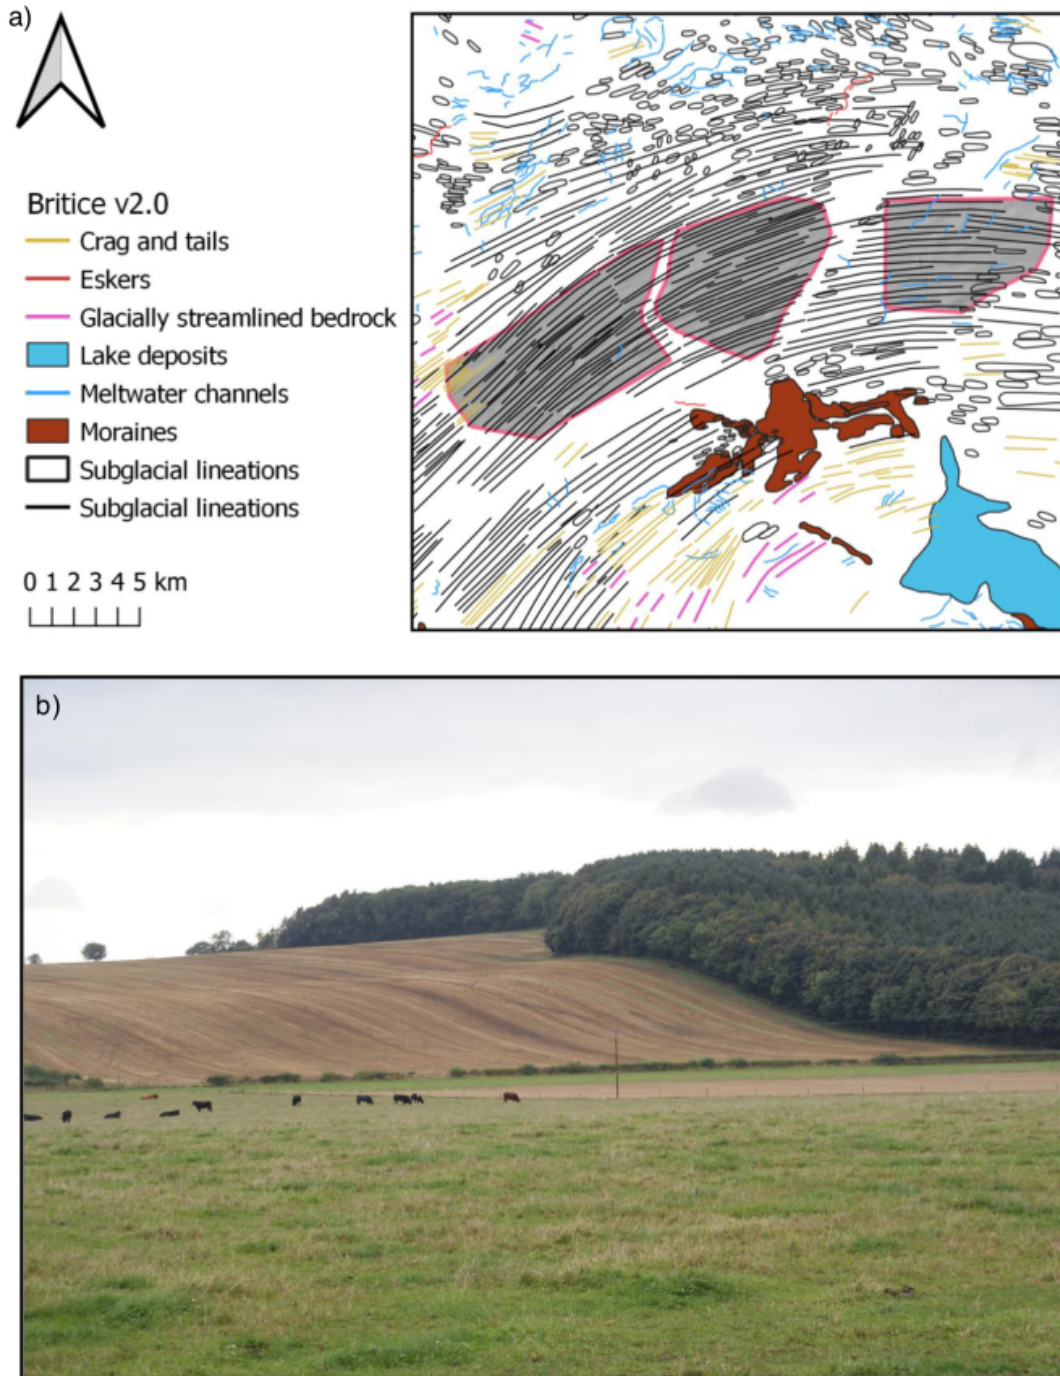 a)
Britice v2.0
Crag and tails
Eskers
Glacially streamlined bedrock
Lake deposits
Meltwater channels
Moraines
Subglacial lineations
Subglacial lineations
0 1 2 3 4 5 km
b)